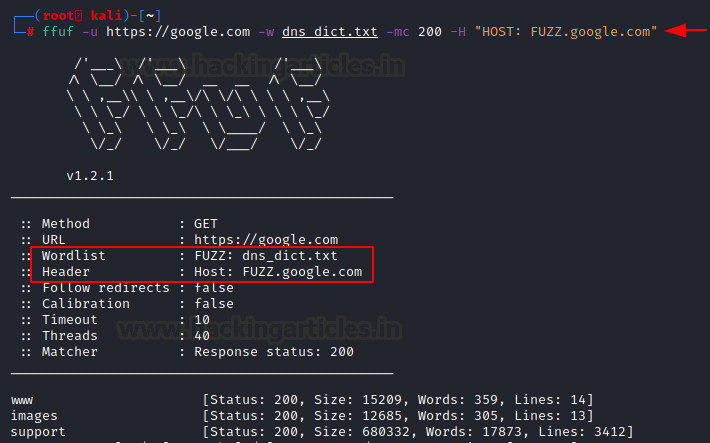 ┌──(root💀kali)-[~]
└─# ffuf -u https://google.com -w dns_dict.txt -mc 200 -H "HOST: FUZZ.google.com"
www.hackingarticles.in
v1.2.1
:: Method : GET
:: URL : https://google.com
:: Wordlist : FUZZ: dns_dict.txt
:: Header : Host: FUZZ.google.com
:: Follow redirects : false
:: Calibration : false
:: Timeout : 10
:: Threads : 40
:: Matcher : Response status: 200
www.hackingarticles.in
www [Status: 200, Size: 15209, Words: 359, Lines: 14]
images [Status: 200, Size: 12685, Words: 305, Lines: 13]
support [Status: 200, Size: 680332, Words: 17873, Lines: 3412]